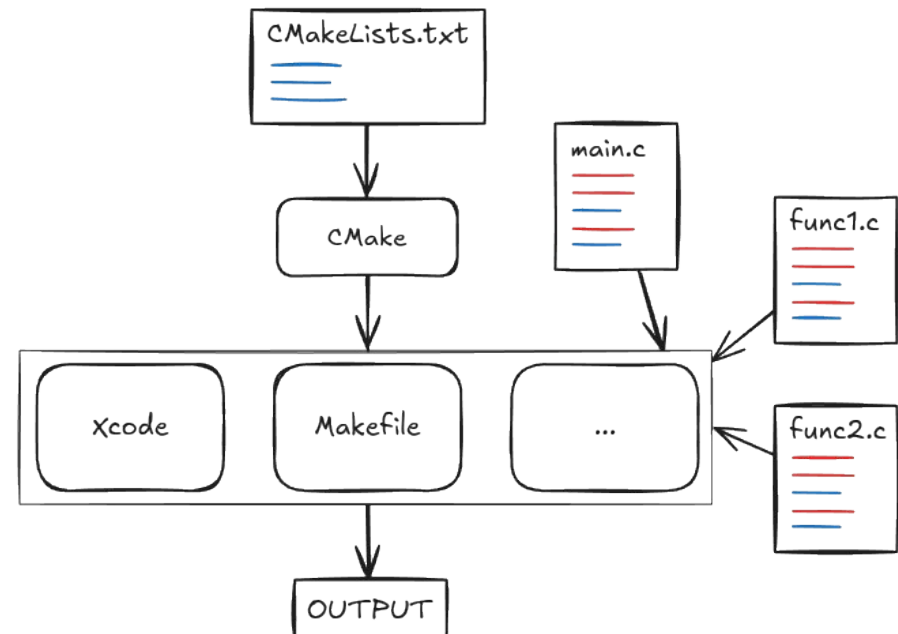 CMakeLists.txt
main.c
CMake
func1.c
Xcode
Makefile
...
func2.c
OUTPUT